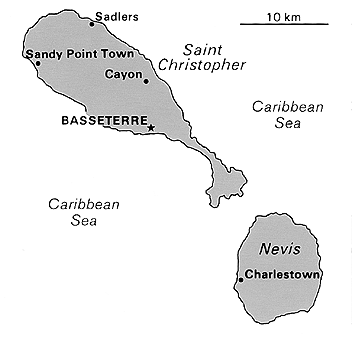 Sadlers
10 km
Sandy Point Town
Saint
Christopher
Cayon
Caribbean
Sea
BASSETERRE
Caribbean
Sea
Nevis
Charlestown